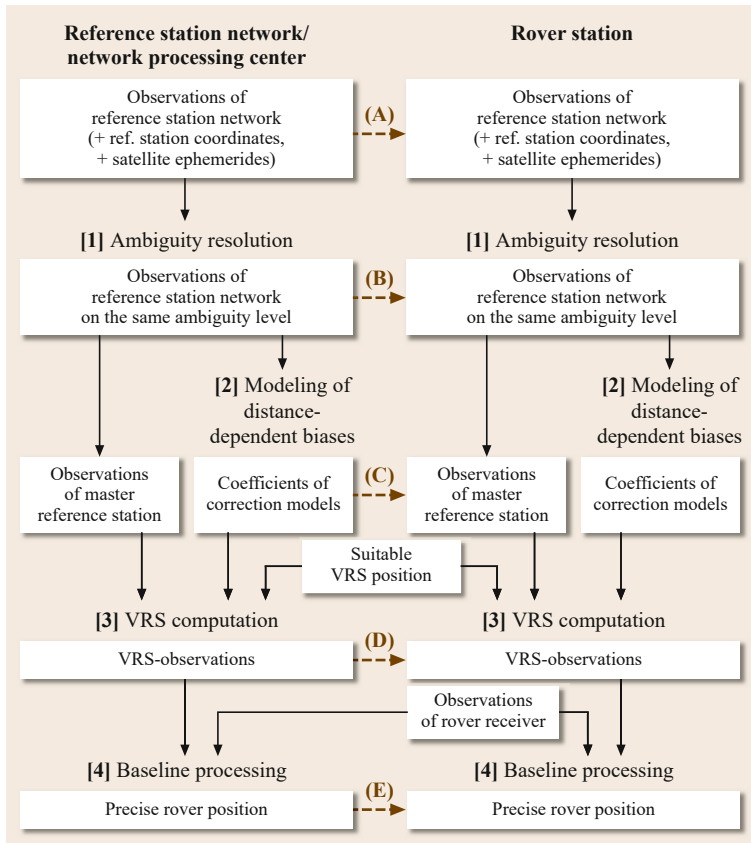 Reference station network/
network processing center
Rover station
Observations of
reference station network
(+ ref. station coordinates,
+ satellite ephemerides)
(A)
Observations of
reference station network
(+ ref. station coordinates,
+ satellite ephemerides)
[1] Ambiguity resolution
[1] Ambiguity resolution
Observations of
reference station network
on the same ambiguity level
(B)
Observations of
reference station network
on the same ambiguity level
[2] Modeling of
distance-
dependent biases
[2] Modeling of
distance-
dependent biases
Observations
of master
reference station
Coefficients of
correction models
(C)
Observations
of master
reference station
Coefficients of
correction models
Suitable
VRS position
[3] VRS computation
[3] VRS computation
VRS-observations
(D)
VRS-observations
Observations
of rover receiver
[4] Baseline processing
[4] Baseline processing
Precise rover position
(E)
Precise rover position